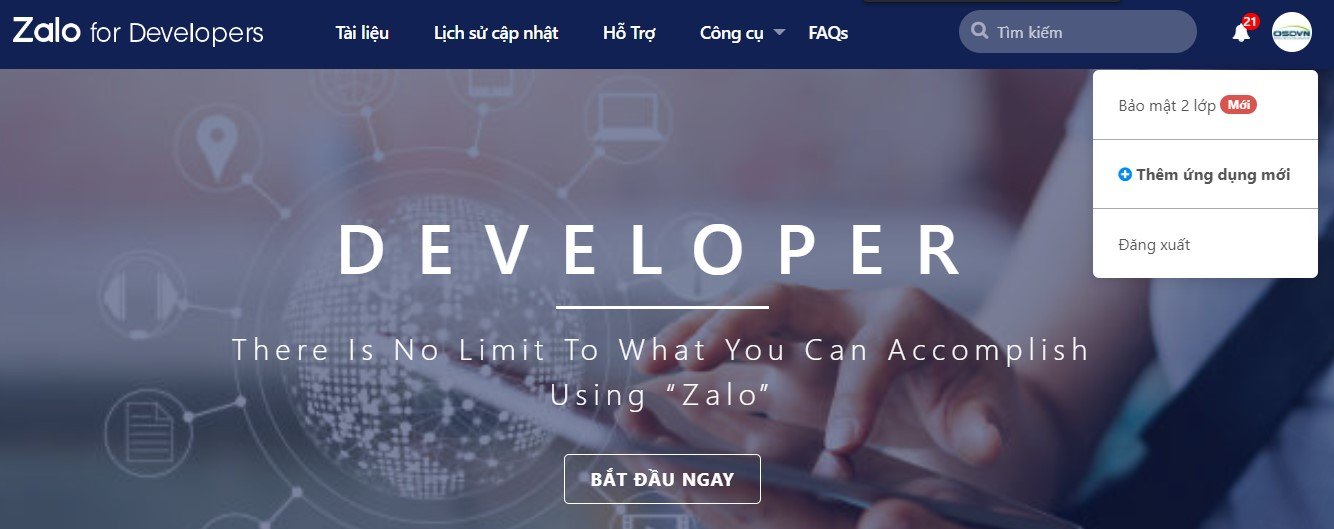 Zalo for Developers
Tài liệu
Lịch sử cập nhật
Hỗ Trợ
Công cụ
FAQs
Tìm kiếm
21
OSDVN
Bảo mật 2 lớp Mới
Thêm ứng dụng mới
Đăng xuất
DEVELOPER
There Is No Limit To What You Can Accomplish
Using “Zalo”
BẮT ĐẦU NGAY